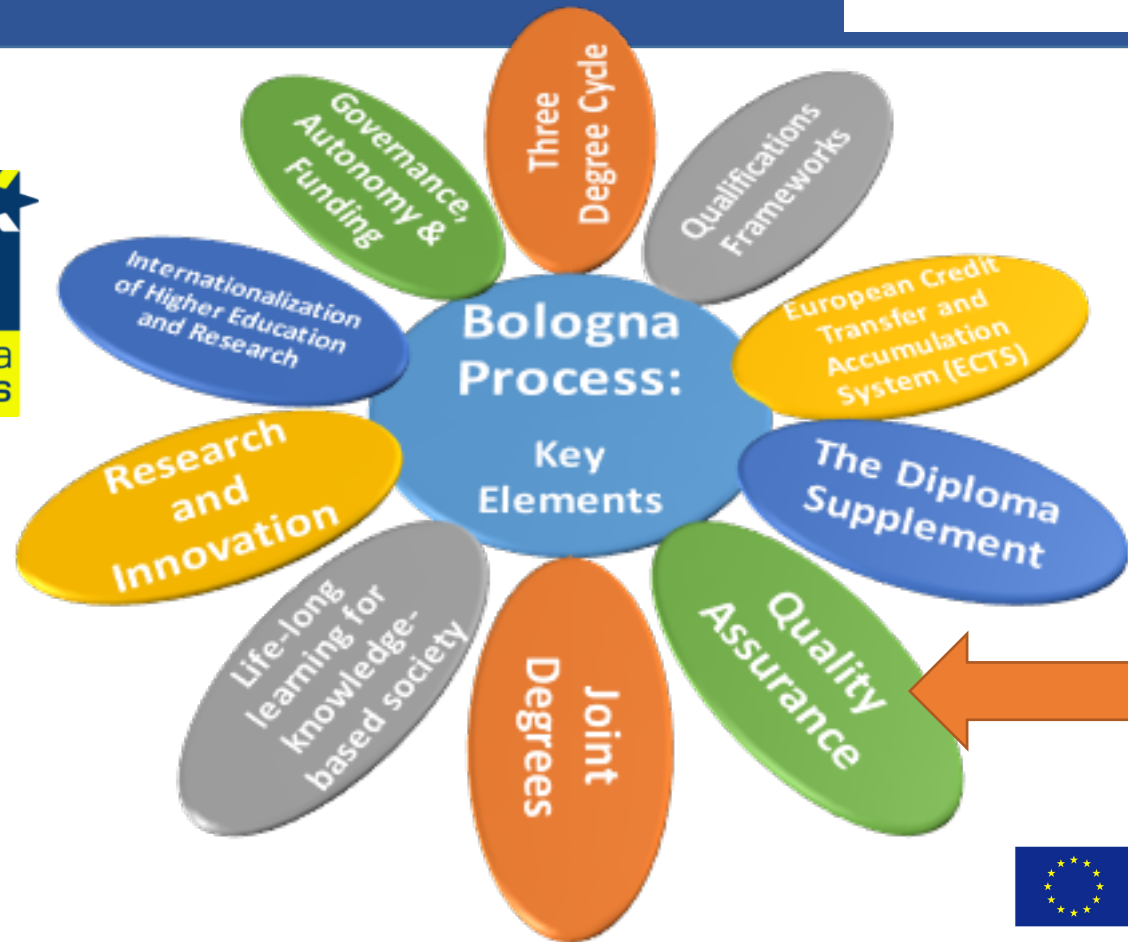 Bologna
Process:
Key
Elements
Three
Degree Cycle
Qualifications
Frameworks
European Credit
Transfer and
Accumulation
System (ECTS)
The Diploma
Supplement
Quality
Assurance
Joint
Degrees
Life-long
learning for
knowledge-
based society
Research
and
Innovation
Internationalization
of Higher Education
and Research
Governance,
Autonomy &
Funding
a
s